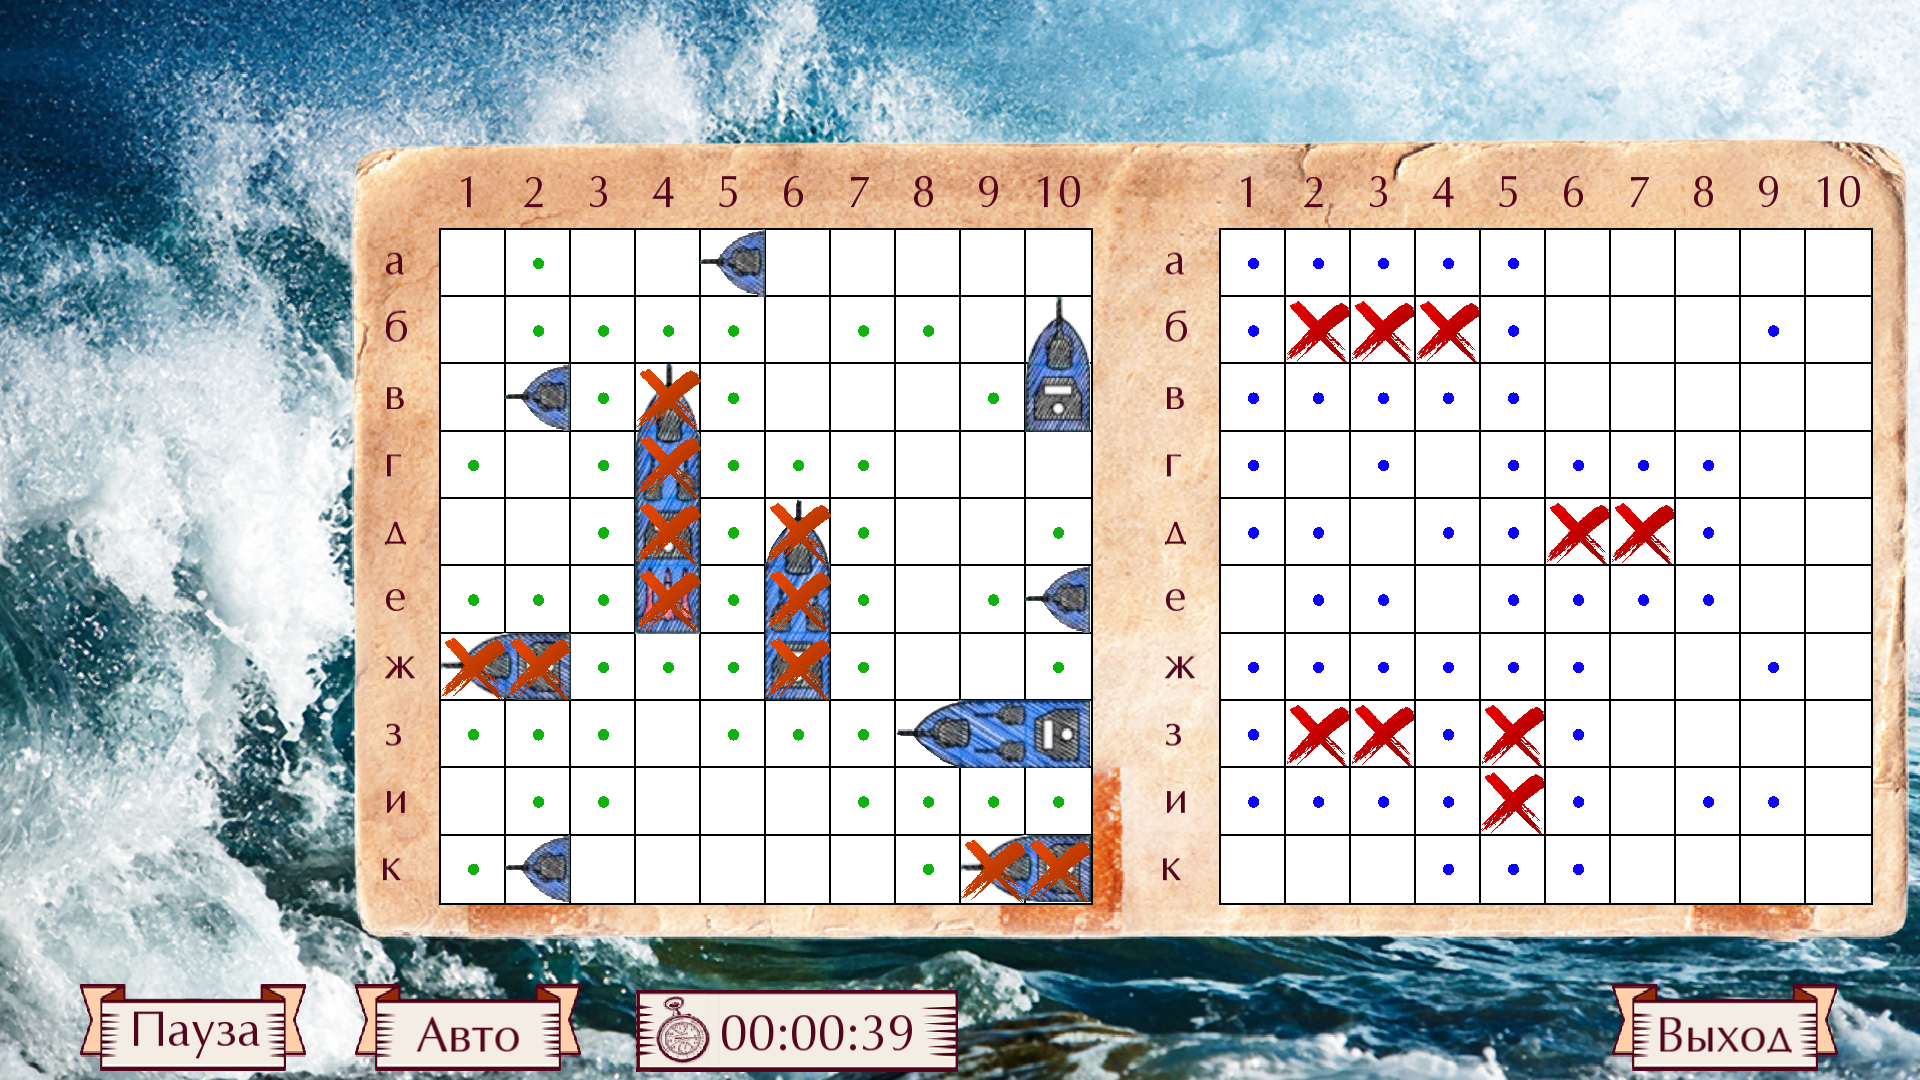 1 2 3 4 5 6 7 8 9 10 1 2 3 4 5 6 7 8 9 10
а а
б б
в в
г г
д д
е е
ж ж
з з
и и
к к
Пауза Авто 00:00:39 Выход